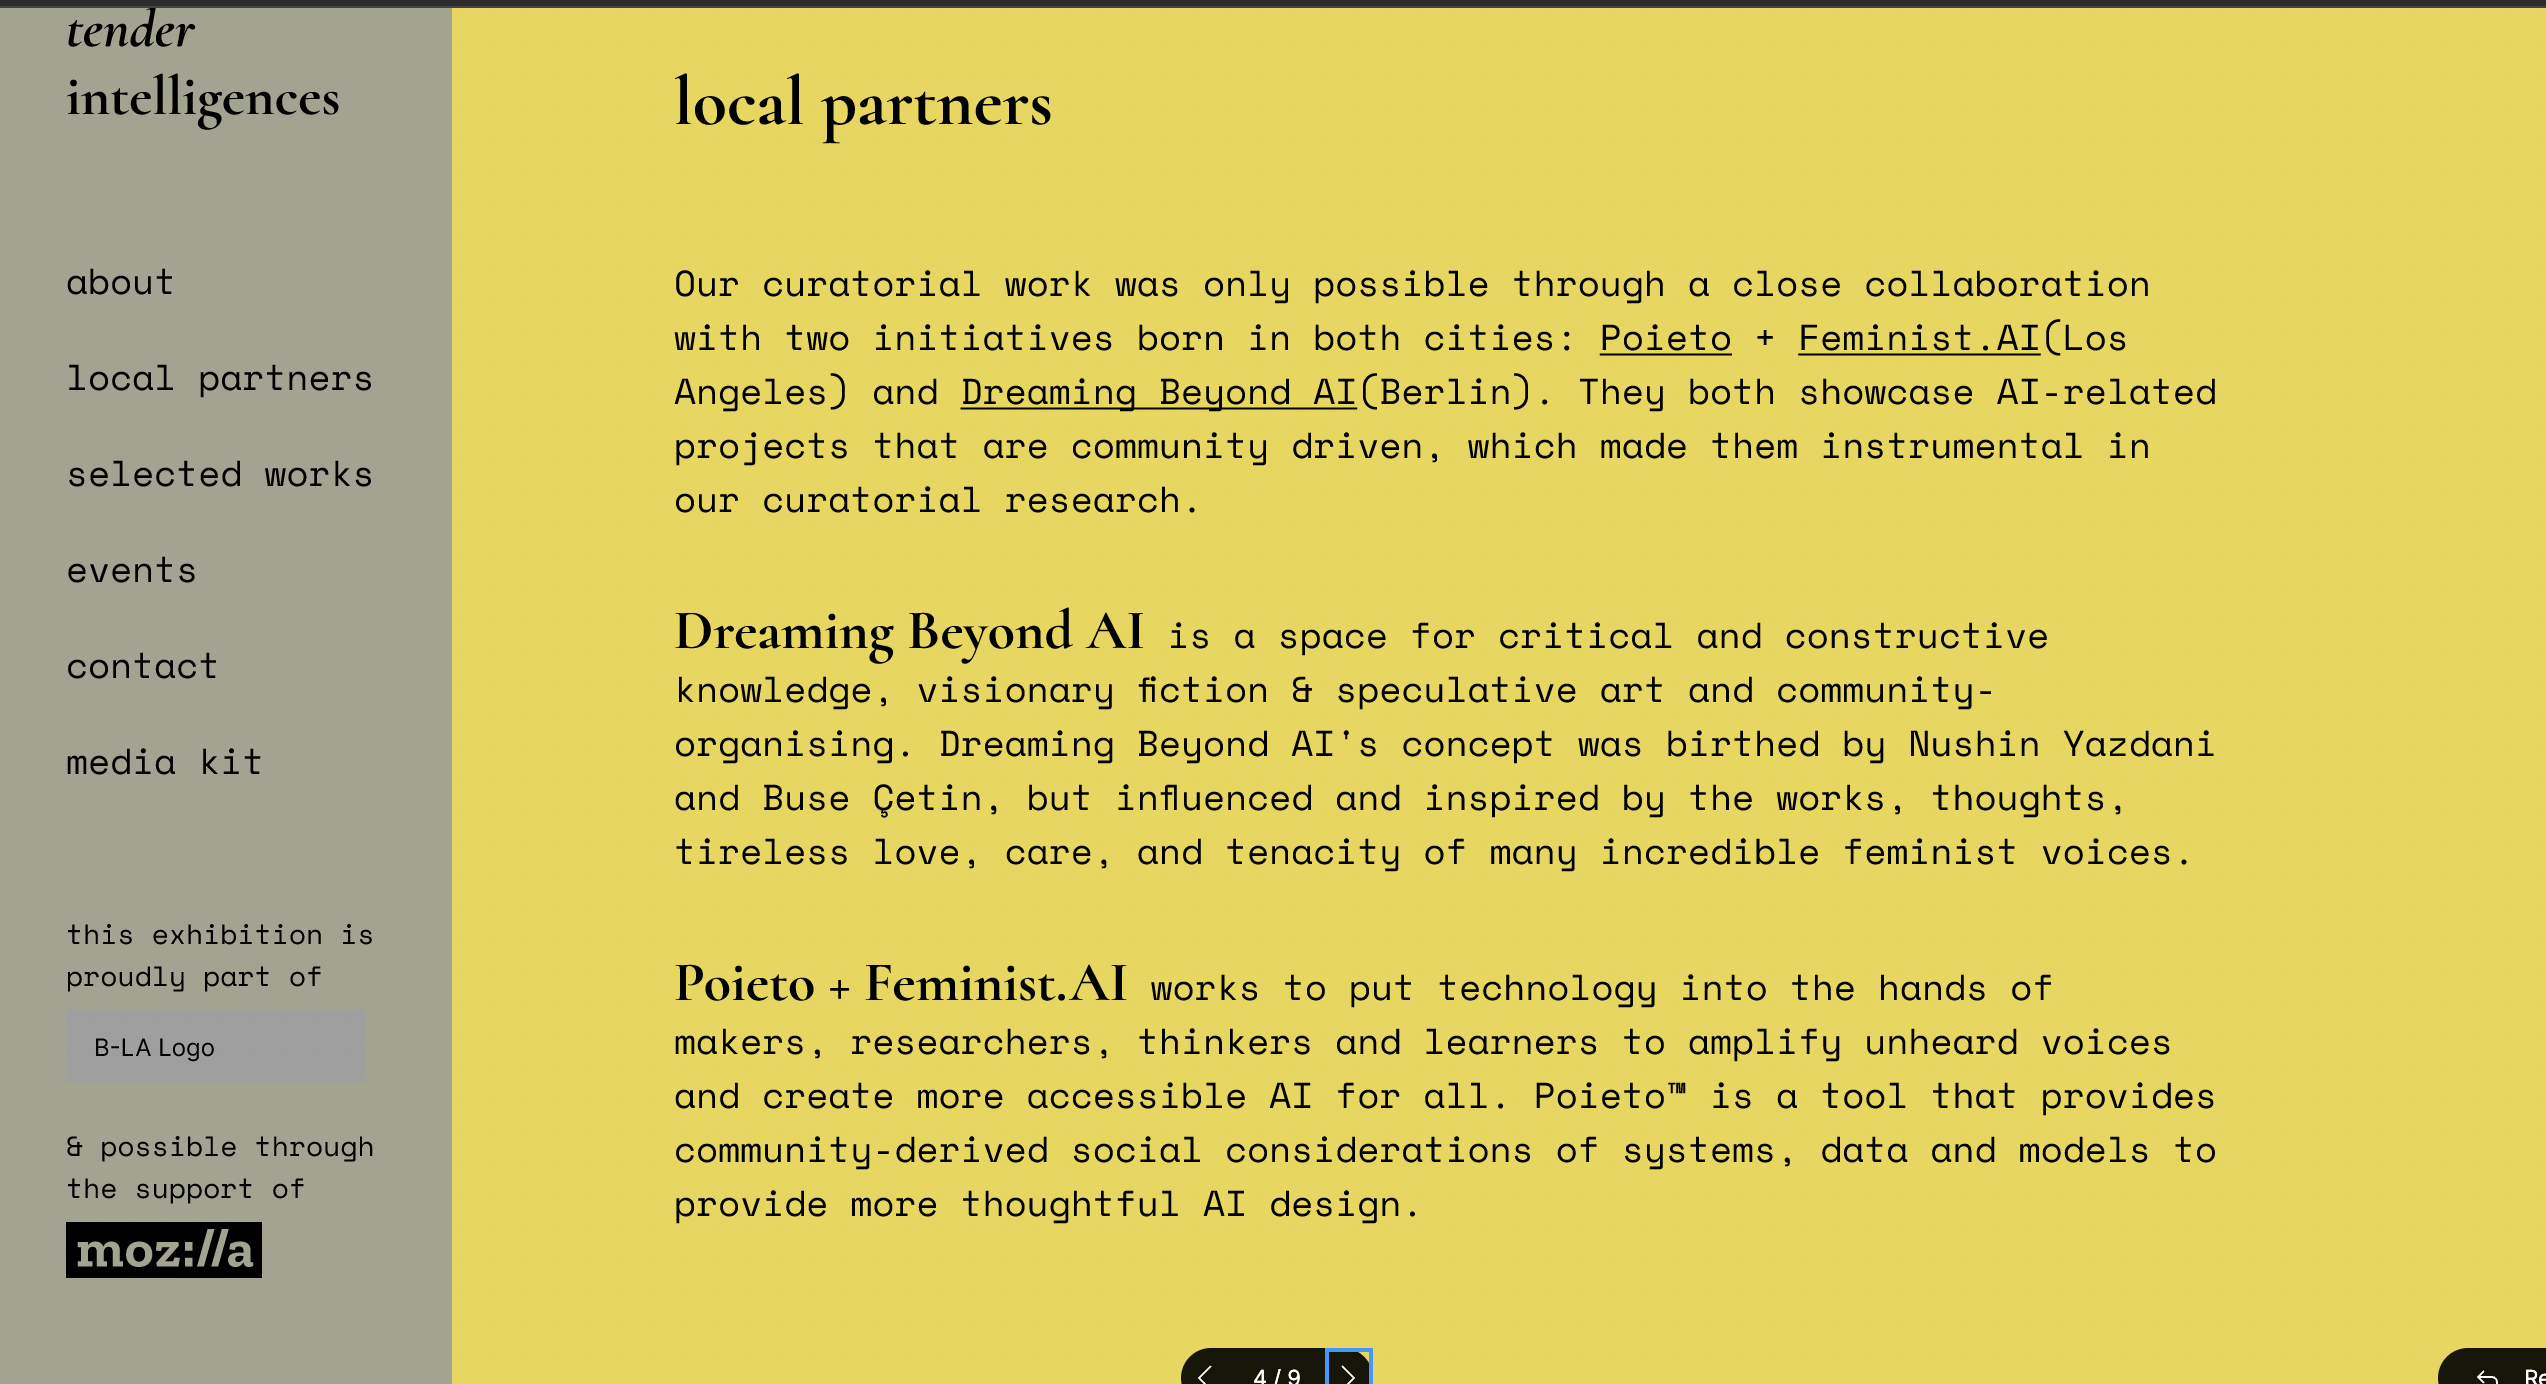 tender
intelligences
about
local partners
selected works
events
contact
media kit
this exhibition is
proudly part of
B-LA Logo
& possible through
the support of
moz://a
local partners
Our curatorial work was only possible through a close collaboration
with two initiatives born in both cities: Poieto + Feminist.AI(Los
Angeles) and Dreaming Beyond AI(Berlin). They both showcase AI-related
projects that are community driven, which made them instrumental in
our curatorial research.
Dreaming Beyond AI is a space for critical and constructive
knowledge, visionary fiction & speculative art and community-
organising. Dreaming Beyond AI's concept was birthed by Nushin Yazdani
and Buse Çetin, but influenced and inspired by the works, thoughts,
tireless love, care, and tenacity of many incredible feminist voices.
Poieto + Feminist.AI works to put technology into the hands of
makers, researchers, thinkers and learners to amplify unheard voices
and create more accessible AI for all. Poieto™ is a tool that provides
community-derived social considerations of systems, data and models to
provide more thoughtful AI design.
4 / 9